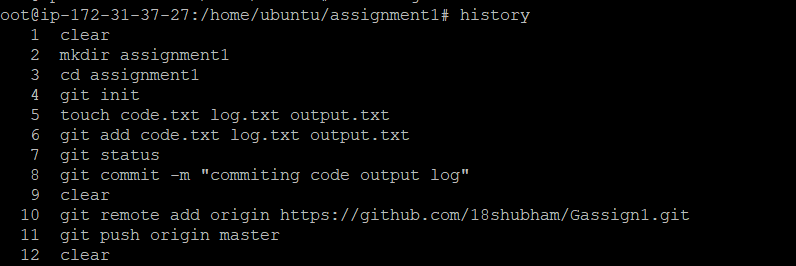 oot@ip-172-31-37-27:/home/ubuntu/assignment1# history
1 clear
2 mkdir assignment1
3 cd assignment1
4 git init
5 touch code.txt log.txt output.txt
6 git add code.txt log.txt output.txt
7 git status
8 git commit -m "commiting code output log"
9 clear
10 git remote add origin https://github.com/18shubham/Gassign1.git
11 git push origin master
12 clear